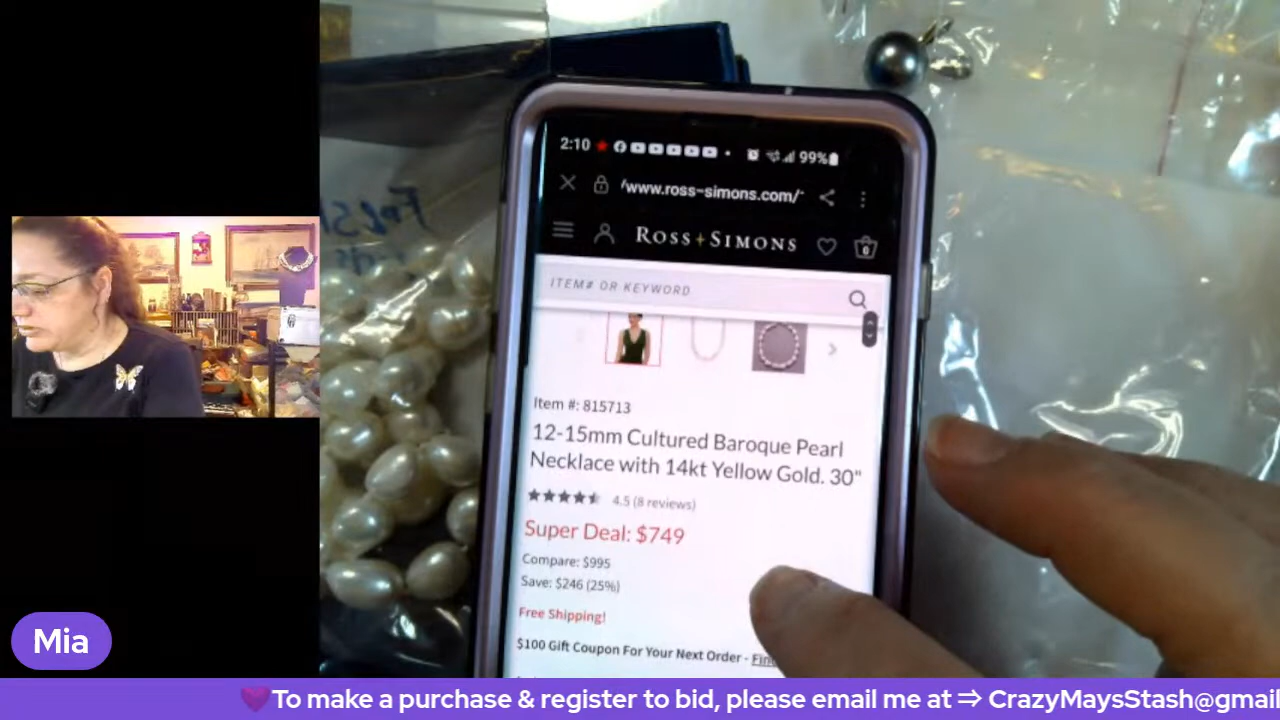 2:10
99%
/www.ross-simons.com/
ROSS+SIMONS
0
ITEM# OR KEYWORD
Item #: 815713
12-15mm Cultured Baroque Pearl
Necklace with 14kt Yellow Gold. 30"
4.5 (8 reviews)
Super Deal: $749
Compare: $995
Save: $246 (25%)
Free Shipping!
$100 Gift Coupon For Your Next Order -
Mia
💜To make a purchase & register to bid, please email me at ⇒ CrazyMaysStash@gmail